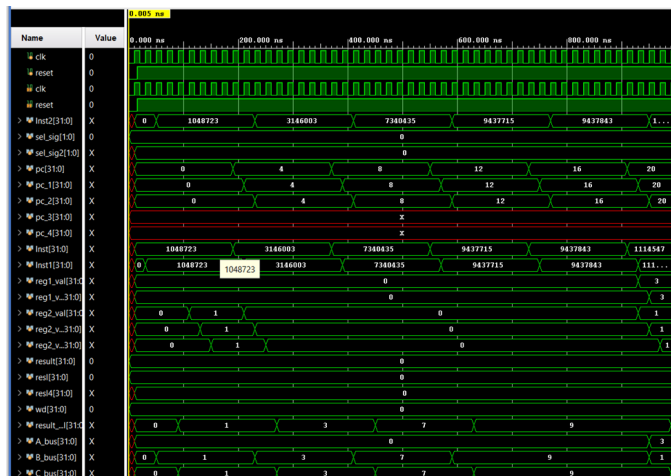 0.005 ns
Name Value 0.000 ns 200.000 ns 400.000 ns 600.000 ns 800.000 ns
clk 0
reset 0
clk 0
reset 0
Inst2[31:0] X 0 1048723 3146003 7340435 9437715 9437843 1...
sel_sig[1:0] 0 0
sel_sig2[1:0] X 0
pc[31:0] X 0 4 8 12 16 20
pc_1[31:0] X 0 4 8 12 16 20
pc_2[31:0] X 0 4 8 12 16 20
pc_3[31:0] X X
pc_4[31:0] X X
Inst[31:0] X 1048723 3146003 7340435 9437715 9437843 1114547
Inst1[31:0] X 0 1048723 3146003 7340435 9437715 9437843 111...
1048723
reg1_val[31:0 X 0 3
reg1_v...31:0] X 0 3
reg2_val[31:0 X 0 1 0 1
reg2_v...31:0] X 0 1 0 1
reg2_v...31:0] X 0 1 0 1
result[31:0] 0 0
resl[31:0] 0 0
resl4[31:0] X 0
wd[31:0] 0 0
result_...l[31:0 X 0 1 3 7 9
A_bus[31:0] X 0 3
B_bus[31:0] X 0 1 3 7 9 1
C_bus[31:0] X 0 1 3 7 9